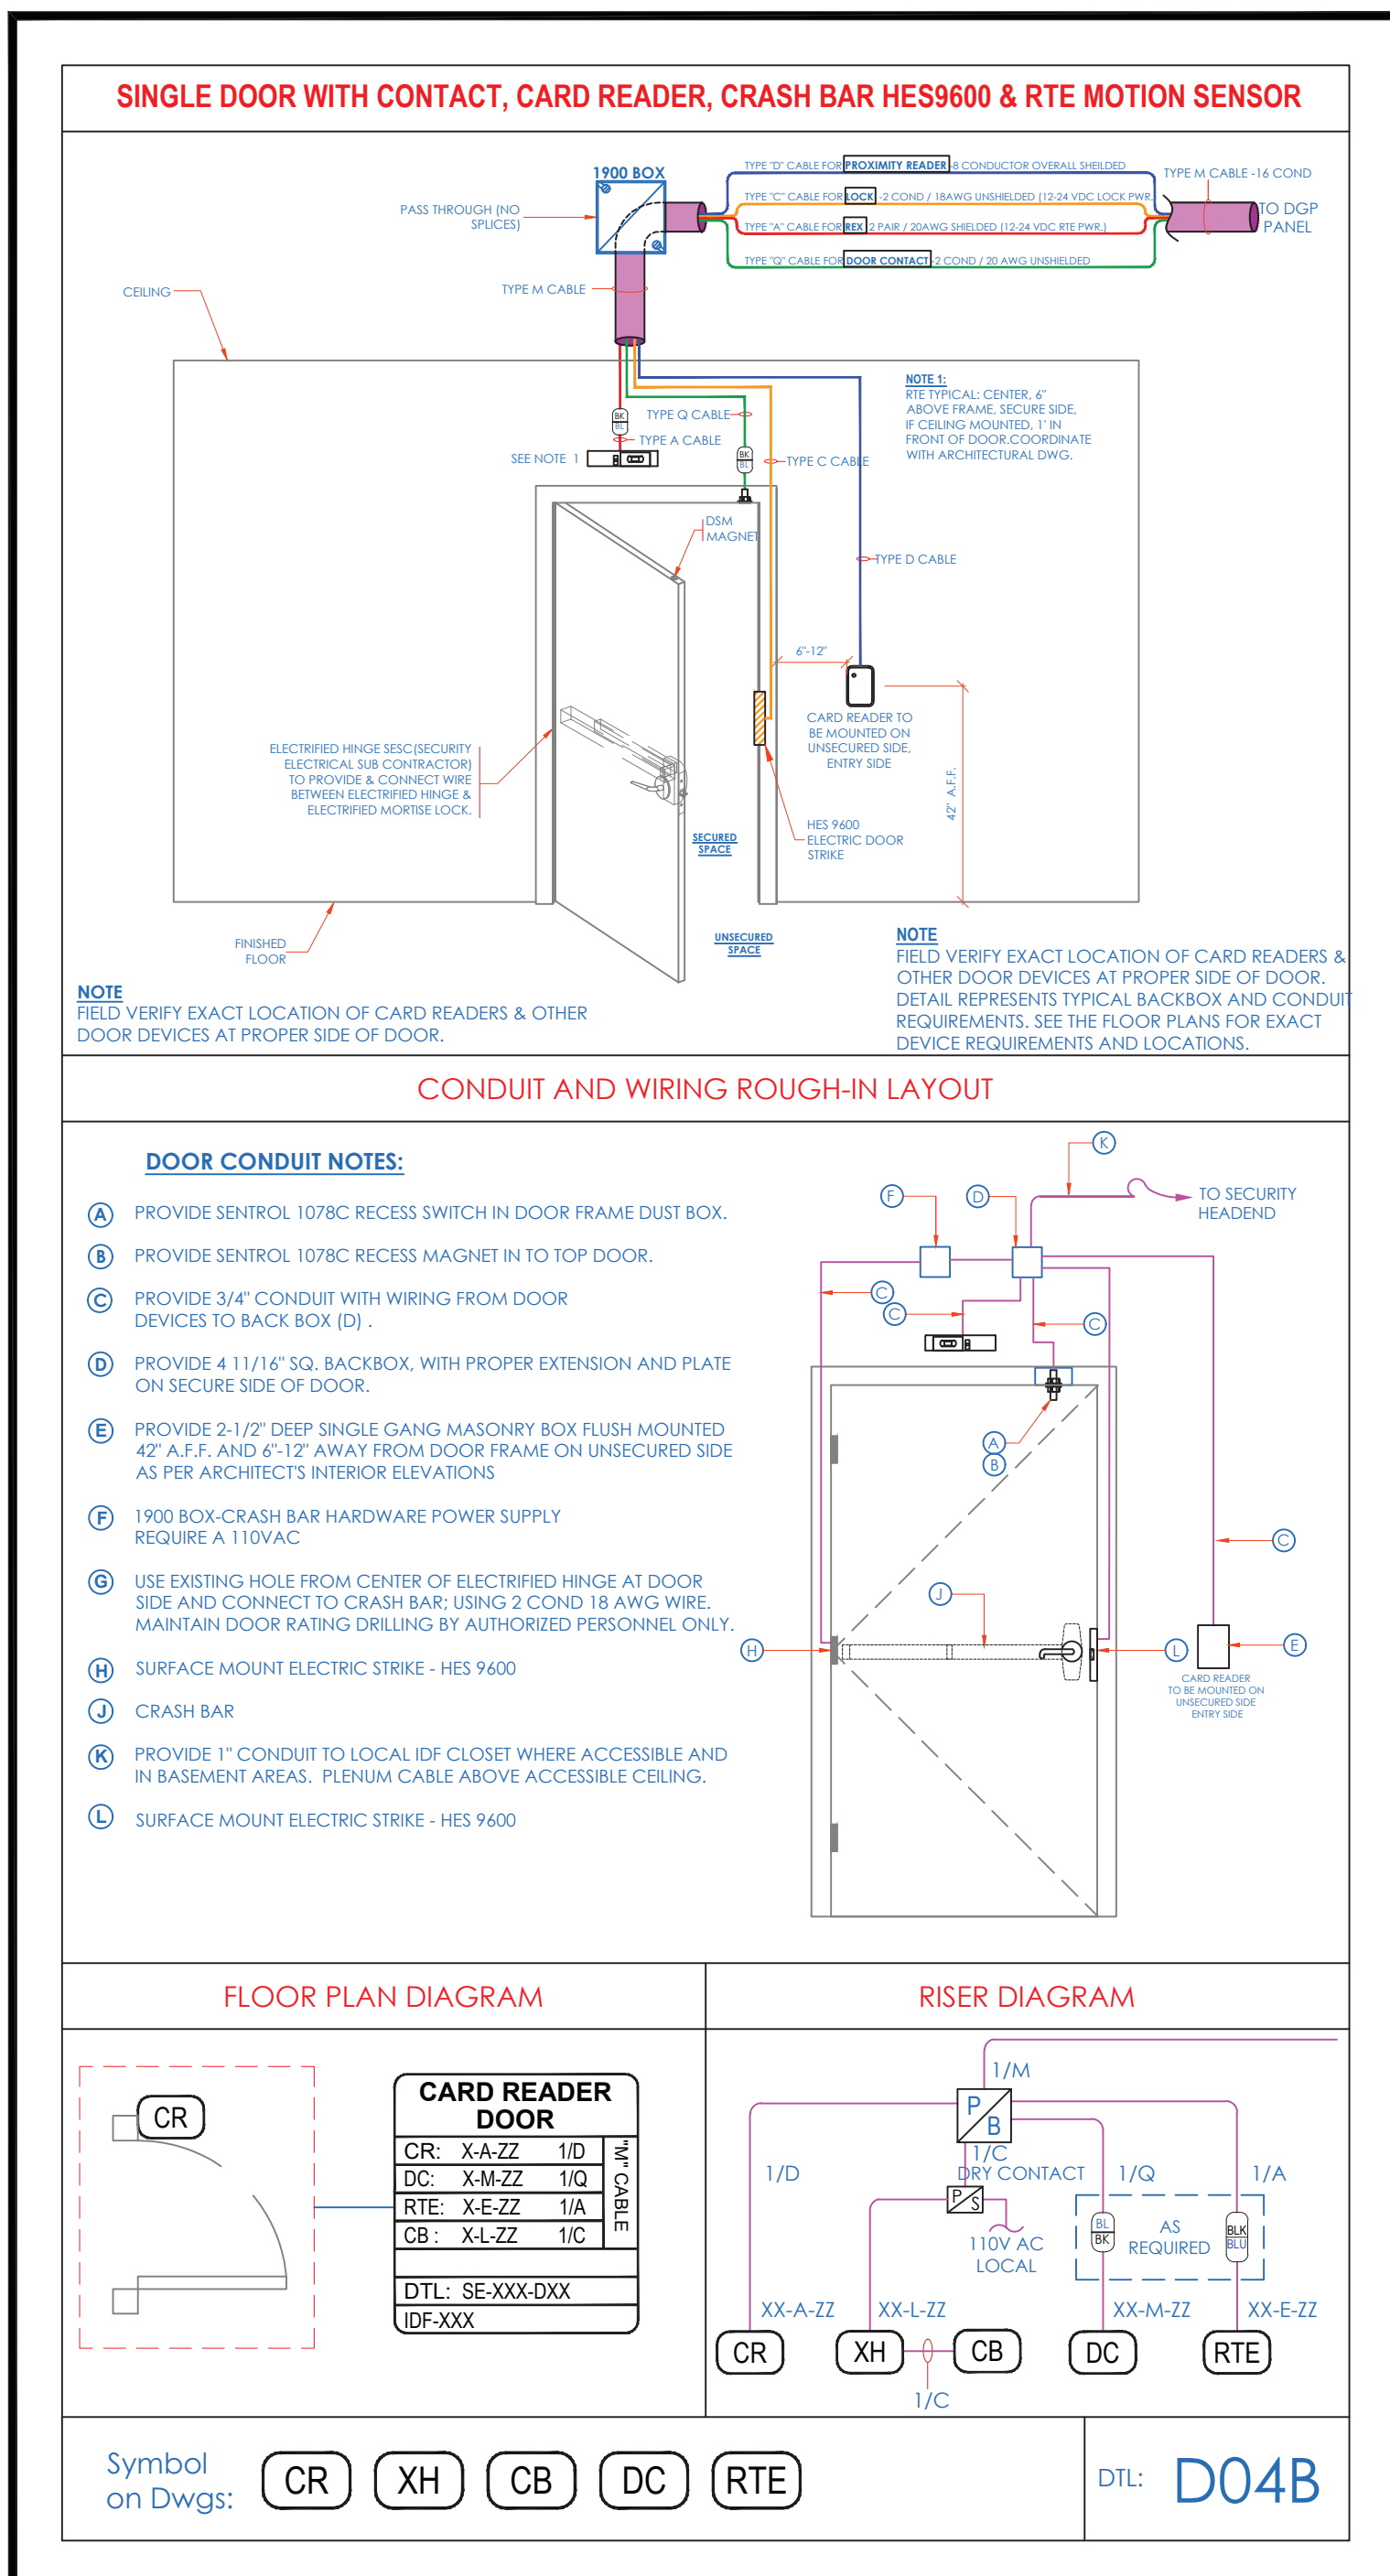 SINGLE DOOR WITH CONTACT, CARD READER, CRASH BAR HES9600 & RTE MOTION SENSOR
1900 BOX
PASS THROUGH (NO
SPLICES)
TYPE "D" CABLE FOR PROXIMITY READER -8 CONDUCTOR OVERALL SHEILDED
TYPE "C" CABLE FOR LOCK -2 COND / 18AWG UNSHIELDED (12-24 VDC LOCK PWR.
TYPE "A" CABLE FOR REX 2 PAIR / 20AWG SHIELDED (12-24 VDC RTE PWR.)
TYPE "Q" CABLE FOR DOOR CONTACT -2 COND / 20 AWG UNSHIELDED
TYPE M CABLE -16 COND
TO DGP
PANEL
TYPE M CABLE
CEILING
NOTE 1:
RTE TYPICAL: CENTER, 6"
ABOVE FRAME, SECURE SIDE,
IF CEILING MOUNTED, 1' IN
FRONT OF DOOR.COORDINATE
WITH ARCHITECTURAL DWG.
BK
BL
TYPE Q CABLE
TYPE A CABLE
SEE NOTE 1
BK
BL
TYPE C CABLE
DSM
MAGNET
TYPE D CABLE
6"-12"
CARD READER TO
BE MOUNTED ON
UNSECURED SIDE,
ENTRY SIDE
42" A.F.F.
ELECTRIFIED HINGE SESC(SECURITY
ELECTRICAL SUB CONTRACTOR)
TO PROVIDE & CONNECT WIRE
BETWEEN ELECTRIFIED HINGE &
ELECTRIFIED MORTISE LOCK.
HES 9600
ELECTRIC DOOR
STRIKE
SECURED
SPACE
UNSECURED
SPACE
FINISHED
FLOOR
NOTE
FIELD VERIFY EXACT LOCATION OF CARD READERS & OTHER
DOOR DEVICES AT PROPER SIDE OF DOOR.
NOTE
FIELD VERIFY EXACT LOCATION OF CARD READERS &
OTHER DOOR DEVICES AT PROPER SIDE OF DOOR.
DETAIL REPRESENTS TYPICAL BACKBOX AND CONDUIT
REQUIREMENTS. SEE THE FLOOR PLANS FOR EXACT
DEVICE REQUIREMENTS AND LOCATIONS.
CONDUIT AND WIRING ROUGH-IN LAYOUT
DOOR CONDUIT NOTES:
A PROVIDE SENTROL 1078C RECESS SWITCH IN DOOR FRAME DUST BOX.
B PROVIDE SENTROL 1078C RECESS MAGNET IN TO TOP DOOR.
C PROVIDE 3/4" CONDUIT WITH WIRING FROM DOOR
DEVICES TO BACK BOX (D) .
D PROVIDE 4 11/16" SQ. BACKBOX, WITH PROPER EXTENSION AND PLATE
ON SECURE SIDE OF DOOR.
E PROVIDE 2-1/2" DEEP SINGLE GANG MASONRY BOX FLUSH MOUNTED
42" A.F.F. AND 6"-12" AWAY FROM DOOR FRAME ON UNSECURED SIDE
AS PER ARCHITECT'S INTERIOR ELEVATIONS
F 1900 BOX-CRASH BAR HARDWARE POWER SUPPLY
REQUIRE A 110VAC
G USE EXISTING HOLE FROM CENTER OF ELECTRIFIED HINGE AT DOOR
SIDE AND CONNECT TO CRASH BAR; USING 2 COND 18 AWG WIRE.
MAINTAIN DOOR RATING DRILLING BY AUTHORIZED PERSONNEL ONLY.
H SURFACE MOUNT ELECTRIC STRIKE - HES 9600
J CRASH BAR
K PROVIDE 1" CONDUIT TO LOCAL IDF CLOSET WHERE ACCESSIBLE AND
IN BASEMENT AREAS. PLENUM CABLE ABOVE ACCESSIBLE CEILING.
L SURFACE MOUNT ELECTRIC STRIKE - HES 9600
K
F
D
TO SECURITY
HEADEND
C
C
C
A
B
C
J
H
L
E
CARD READER
TO BE MOUNTED ON
UNSECURED SIDE
ENTRY SIDE
FLOOR PLAN DIAGRAM
CR
CARD READER
DOOR
CR: X-A-ZZ 1/D
DC: X-M-ZZ 1/Q
RTE: X-E-ZZ 1/A
CB : X-L-ZZ 1/C
"M" CABLE
DTL: SE-XXX-DXX
IDF-XXX
RISER DIAGRAM
1/M
P
B
1/C
DRY CONTACT
1/D
1/Q
1/A
P
S
110V AC
LOCAL
BL
BK
AS
REQUIRED
BLK
BLU
XX-A-ZZ
XX-L-ZZ
XX-M-ZZ
XX-E-ZZ
CR
XH
CB
DC
RTE
1/C
Symbol
on Dwgs:
CR
XH
CB
DC
RTE
DTL: D04B